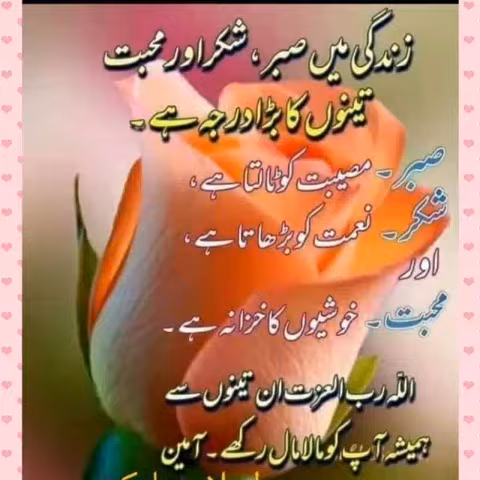 زندگی میں صبر، شکر اور محبت
تینوں کا بڑا درجہ ہے۔
صبر۔ مصیبت کو ٹالتا ہے،
شکر۔ نعمت کو بڑھاتا ہے،
اور
محبت۔ خوشیوں کا خزانہ ہے۔
اللہ رب العزت ان تینوں سے
ہمیشہ آپ کو مالا مال رکھے۔ آمین